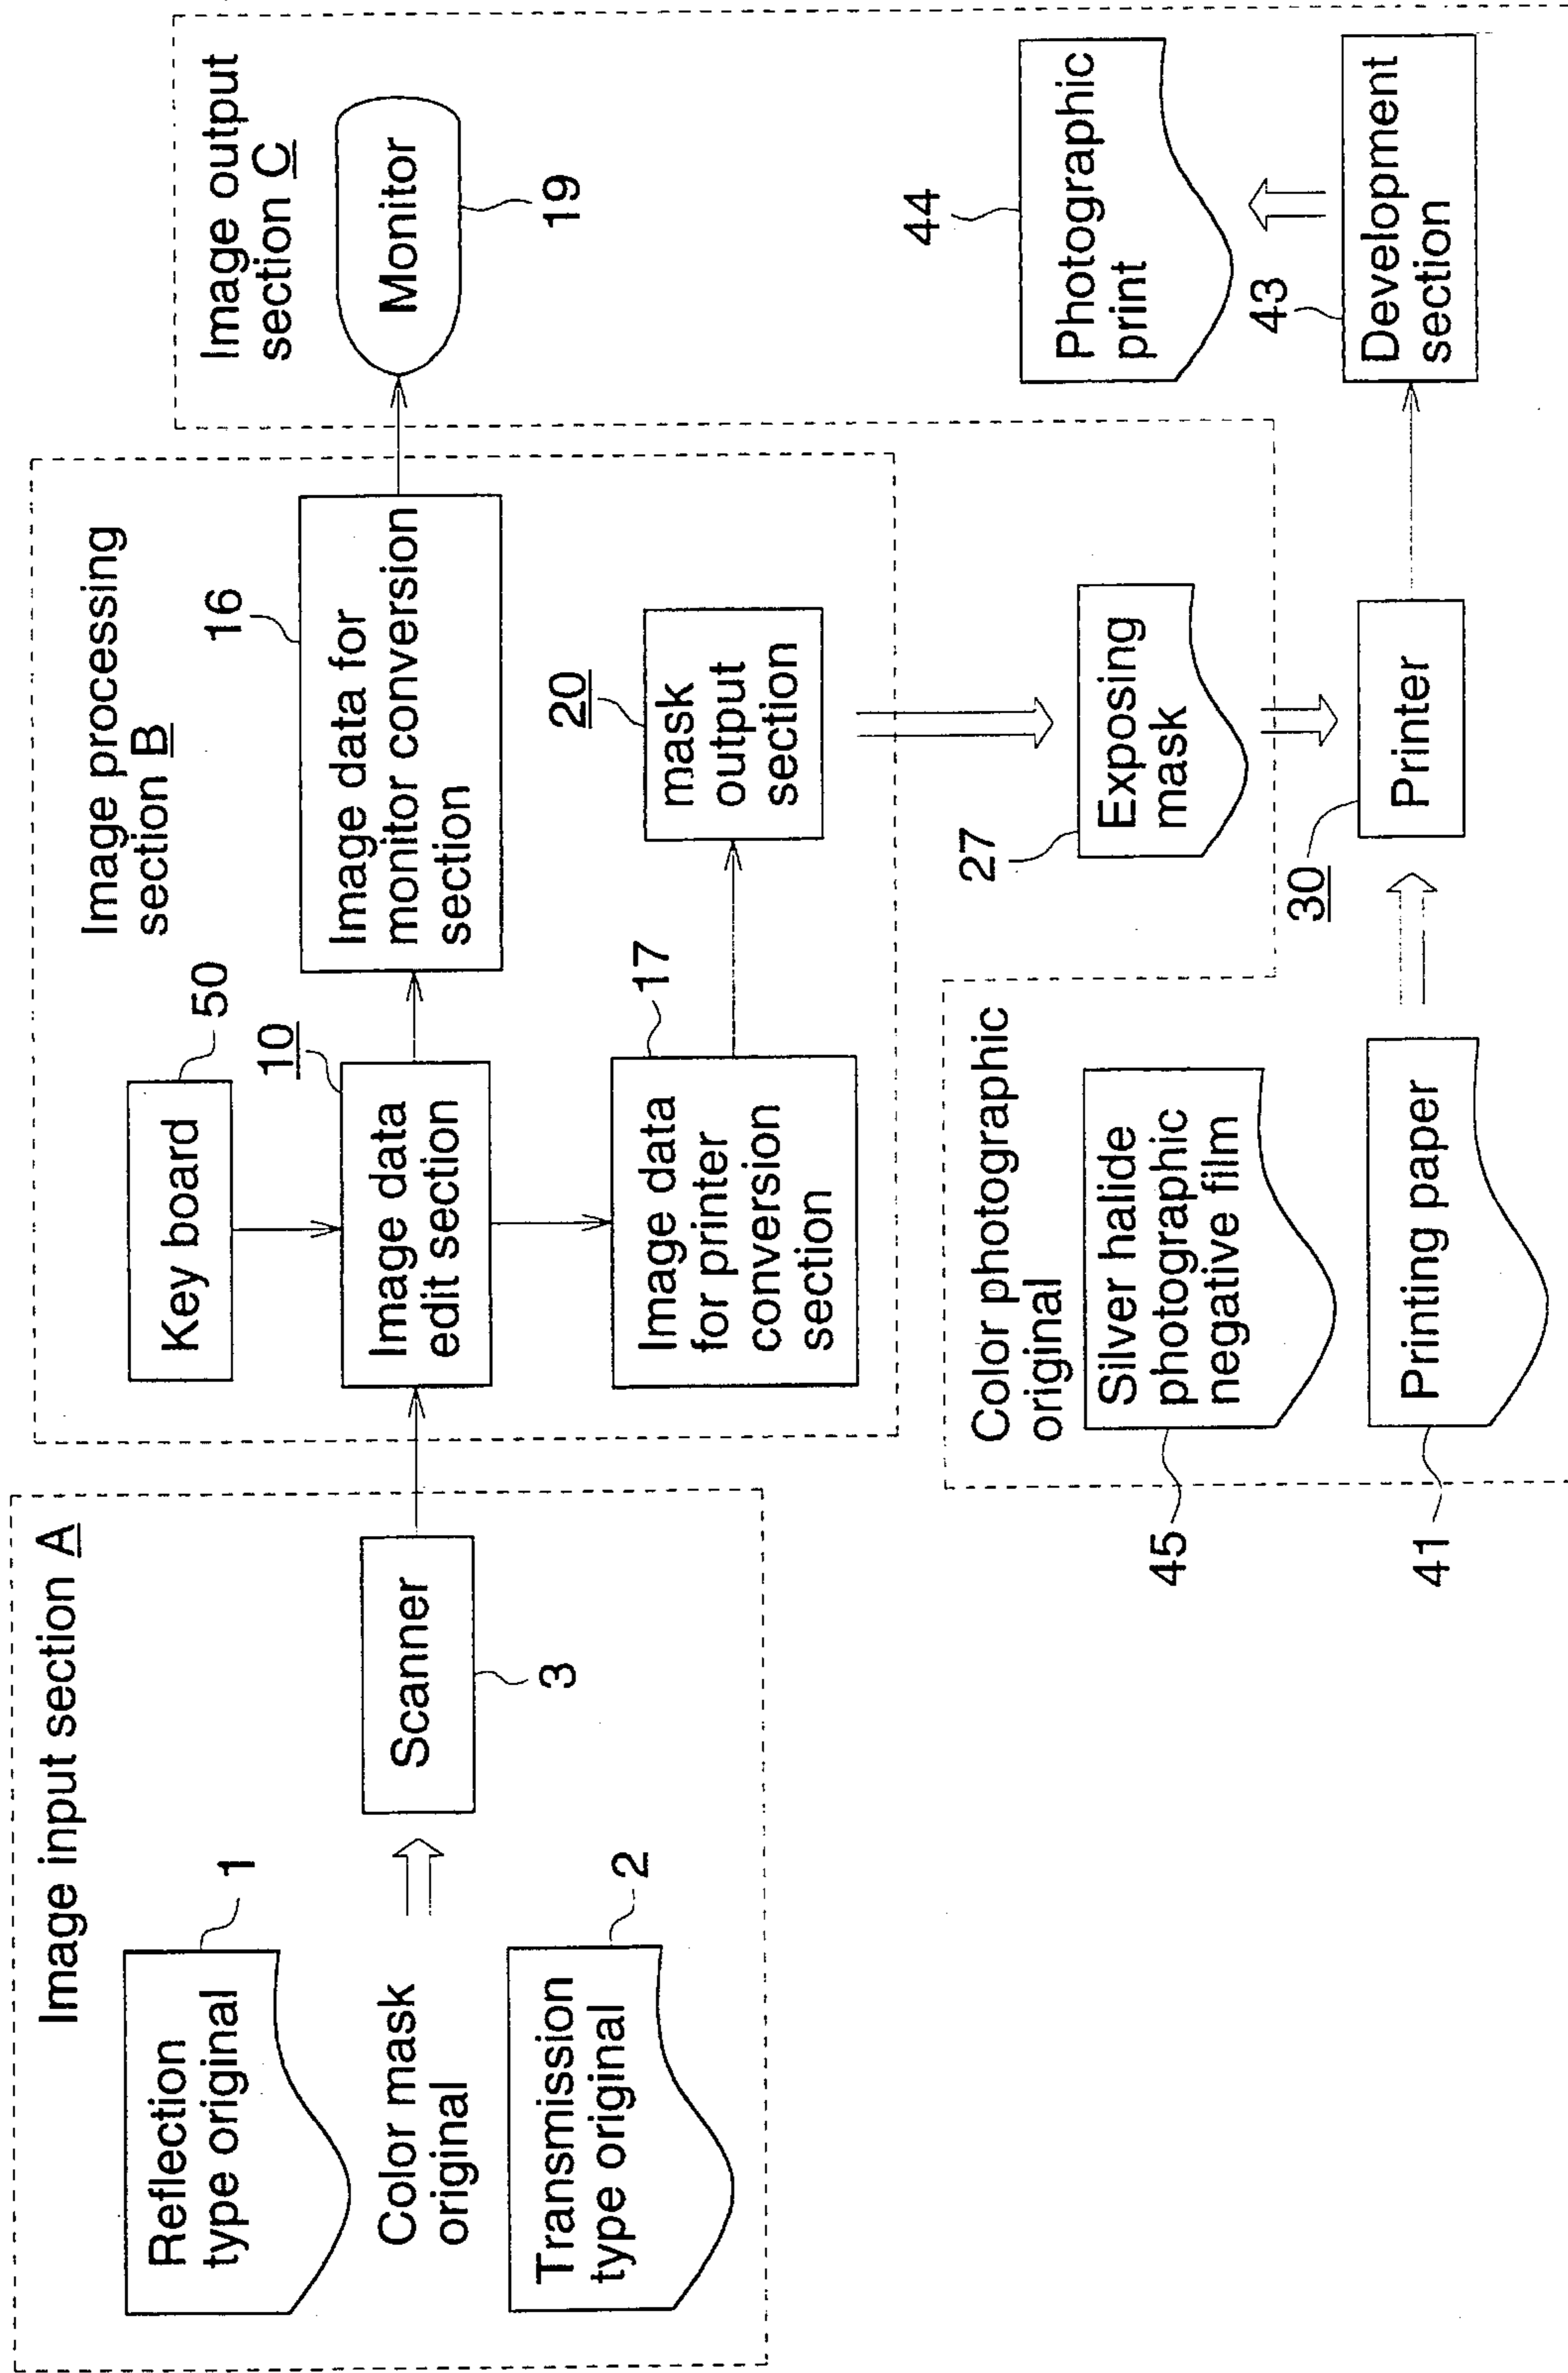 Image input section A
Reflection
type original
1
Color mask
original
Transmission
type original
2
Scanner
3
Image processing
section B
Key board
50
Image data
edit section
10
Image data for
monitor conversion
section
16
Image data
for printer
conversion
section
17
mask
output
section
20
Image output
section C
Monitor
19
Color photographic
original
Silver halide
photographic
negative film
45
Printing paper
41
Exposing
mask
27
Printer
30
Development
section
43
Photographic
print
44